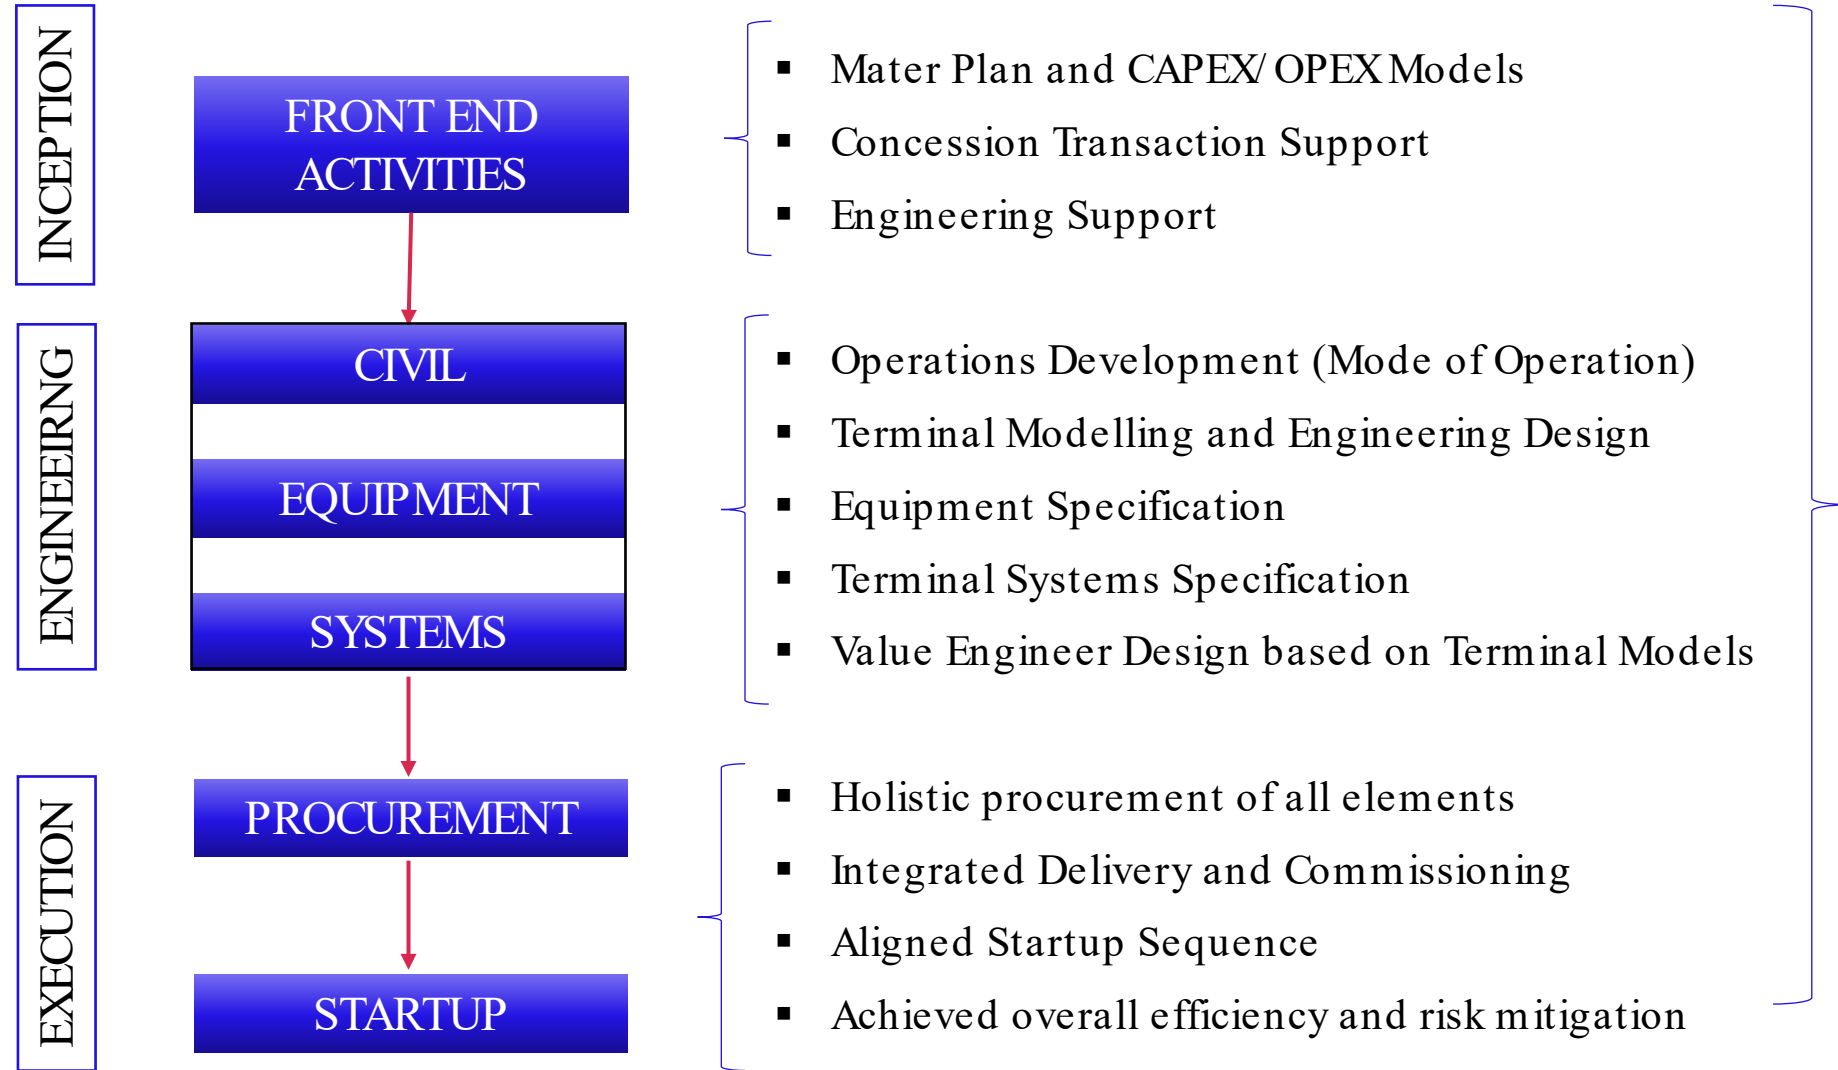 INCEPTION
FRONT END
ACTIVITIES
▪ Mater Plan and CAPEX/ OPEX Models
▪ Concession Transaction Support
▪ Engineering Support
ENGINEEIRNG
CIVIL
EQUIPMENT
SYSTEMS
▪ Operations Development (Mode of Operation)
▪ Terminal Modelling and Engineering Design
▪ Equipment Specification
▪ Terminal Systems Specification
▪ Value Engineer Design based on Terminal Models
EXECUTION
PROCUREMENT
STARTUP
▪ Holistic procurement of all elements
▪ Integrated Delivery and Commissioning
▪ Aligned Startup Sequence
▪ Achieved overall efficiency and risk mitigation